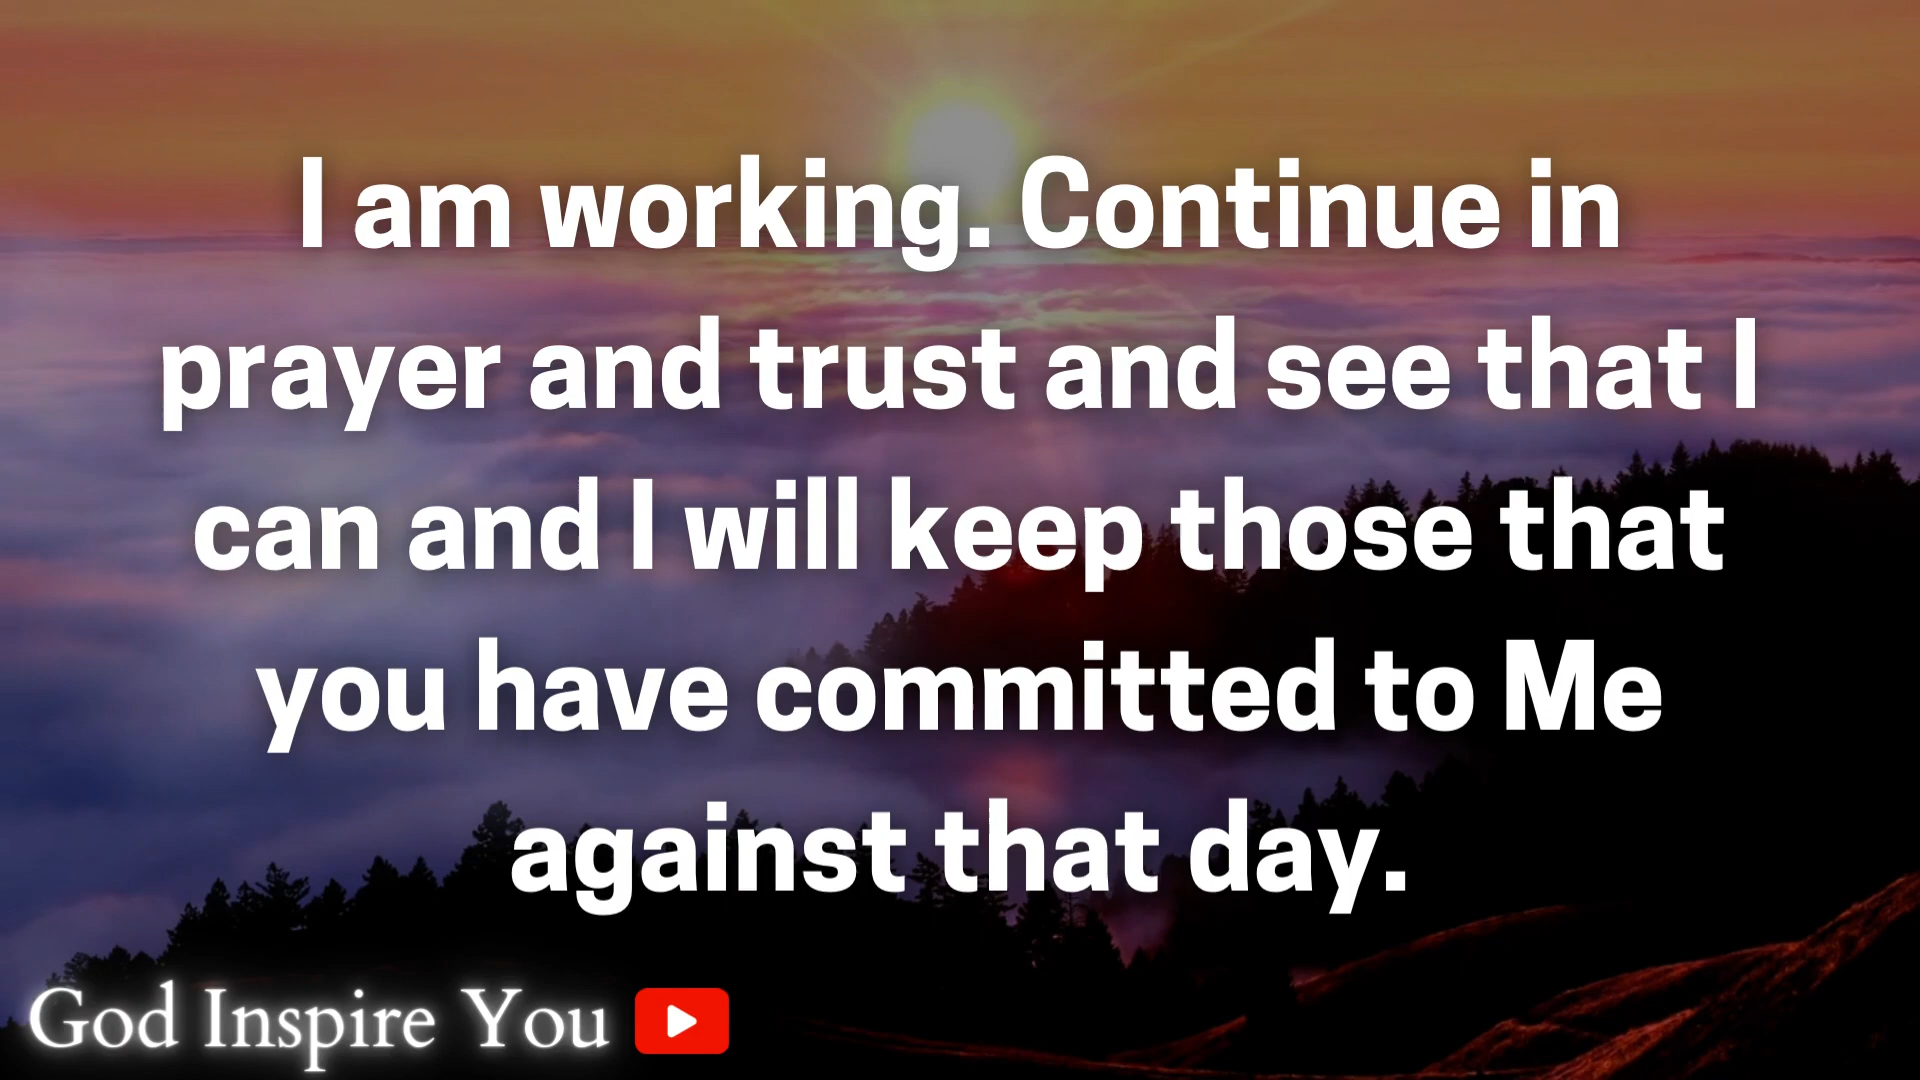 I am working. Continue in
prayer and trust and see that I
can and I will keep those that
you have committed to Me
against that day.
God Inspire You